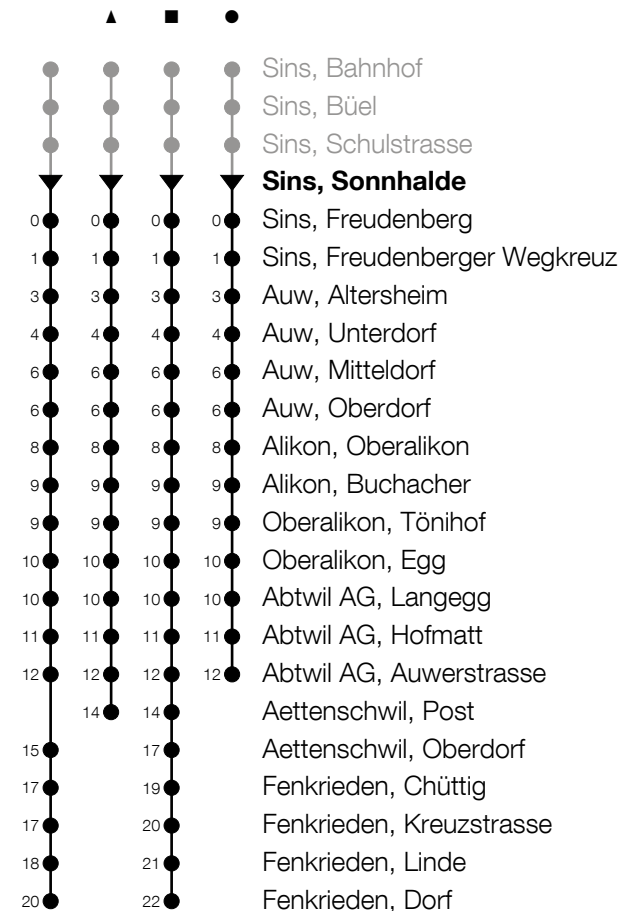 ▲ ■ ●
Sins, Bahnhof
Sins, Büel
Sins, Schulstrasse
Sins, Sonnhalde
0 0 0 0 Sins, Freudenberg
1 1 1 1 Sins, Freudenberger Wegkreuz
3 3 3 3 Auw, Altersheim
4 4 4 4 Auw, Unterdorf
6 6 6 6 Auw, Mitteldorf
6 6 6 6 Auw, Oberdorf
8 8 8 8 Alikon, Oberalikon
9 9 9 9 Alikon, Buchacher
9 9 9 9 Oberalikon, Tönihof
10 10 10 10 Oberalikon, Egg
10 10 10 10 Abtwil AG, Langegg
11 11 11 11 Abtwil AG, Hofmatt
12 12 12 12 Abtwil AG, Auwerstrasse
14 14 Aettenschwil, Post
15 17 Aettenschwil, Oberdorf
17 19 Fenkrieden, Chüttig
17 20 Fenkrieden, Kreuzstrasse
18 21 Fenkrieden, Linde
20 22 Fenkrieden, Dorf